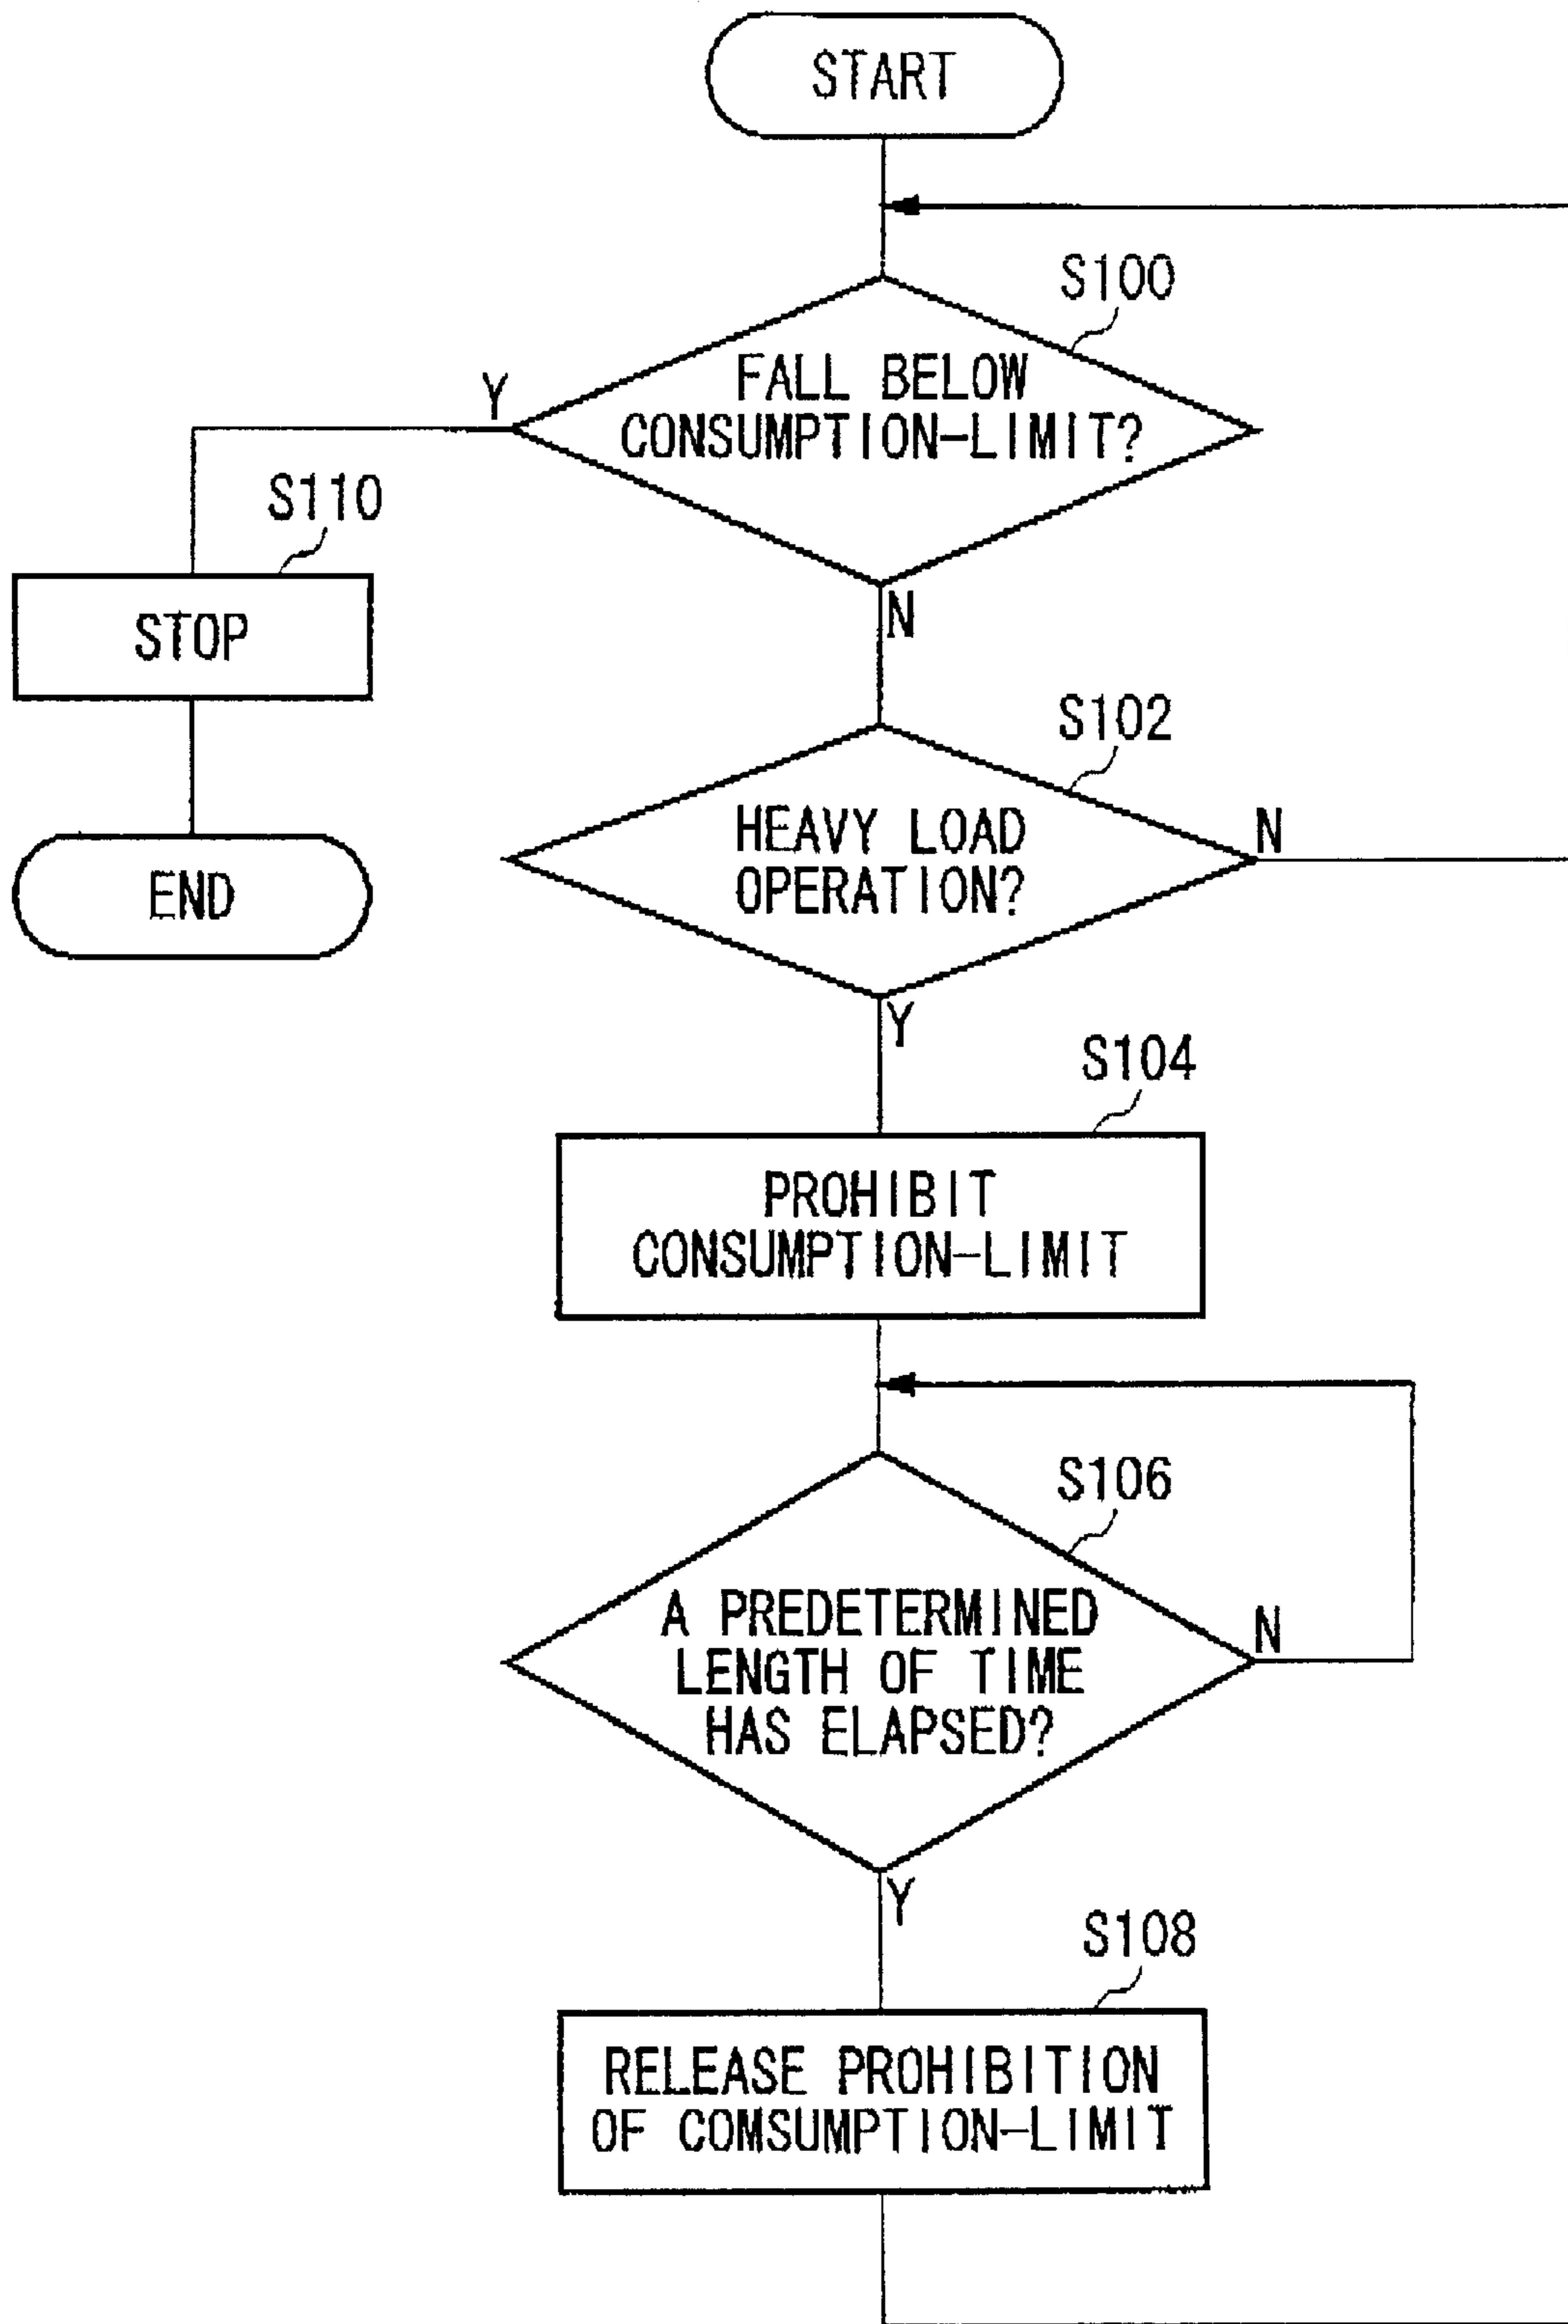 START
S100
FALL BELOW
CONSUMPTION-LIMIT?
Y
N
S110
STOP
END
S102
HEAVY LOAD
OPERATION?
N
Y
S104
PROHIBIT
CONSUMPTION-LIMIT
S106
A PREDETERMINED
LENGTH OF TIME
HAS ELAPSED?
N
Y
S108
RELEASE PROHIBITION
OF COMSUMPTION-LIMIT